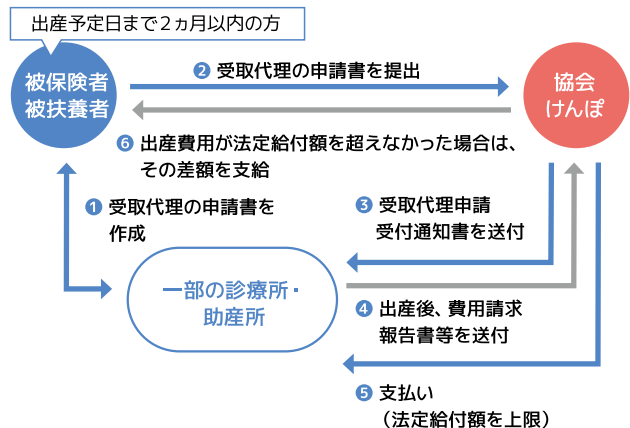 出産予定日まで2ヵ月以内の方
被保険者
被扶養者
❷ 受取代理の申請書を提出
協会
けんぽ
❻ 出産費用が法定給付額を超えなかった場合は、
その差額を支給
❶ 受取代理の申請書を
作成
❸ 受取代理申請
受付通知書を送付
一部の診療所・
助産所
❹ 出産後、費用請求
報告書等を送付
❺ 支払い
（法定給付額を上限）